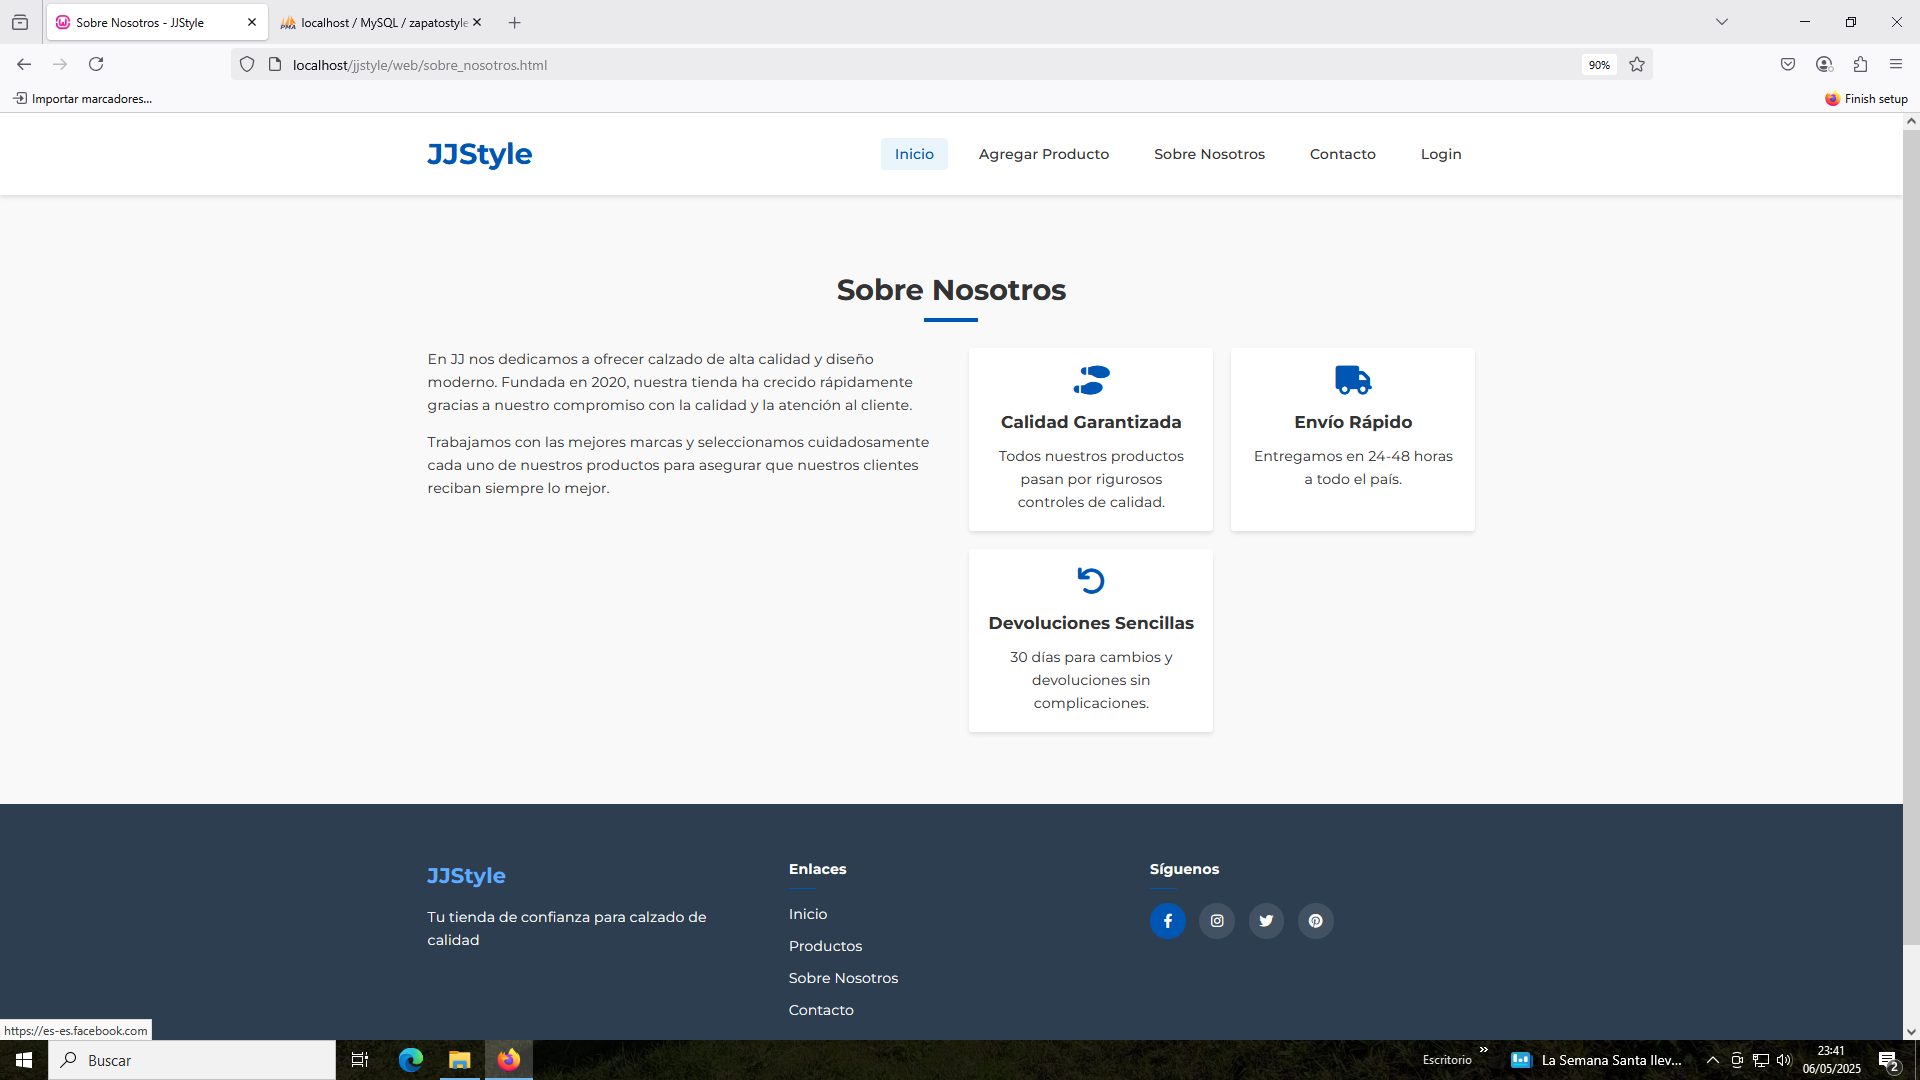 Sobre Nosotros - JJStyle
localhost / MySQL / zapatostyle
localhost/jjstyle/web/sobre_nosotros.html
90%
Importar marcadores...
Finish setup
JJStyle
Inicio
Agregar Producto
Sobre Nosotros
Contacto
Login
Sobre Nosotros
En JJ nos dedicamos a ofrecer calzado de alta calidad y diseño
moderno. Fundada en 2020, nuestra tienda ha crecido rápidamente
gracias a nuestro compromiso con la calidad y la atención al cliente.
Trabajamos con las mejores marcas y seleccionamos cuidadosamente
cada uno de nuestros productos para asegurar que nuestros clientes
reciban siempre lo mejor.
Calidad Garantizada
Todos nuestros productos
pasan por rigurosos
controles de calidad.
Envío Rápido
Entregamos en 24-48 horas
a todo el país.
Devoluciones Sencillas
30 días para cambios y
devoluciones sin
complicaciones.
JJStyle
Tu tienda de confianza para calzado de
calidad
Enlaces
Inicio
Productos
Sobre Nosotros
Contacto
Síguenos
https://es-es.facebook.com
Buscar
Escritorio
La Semana Santa llev...
23:41
06/05/2025
2